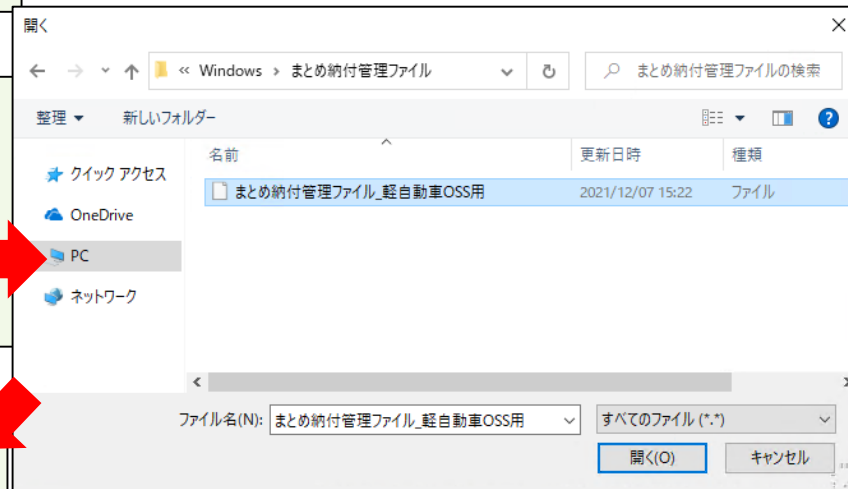 開く
« Windows › まとめ納付管理ファイル
まとめ納付管理ファイルの検索
整理 新しいフォルダー
名前 更新日時 種類
クイック アクセス
まとめ納付管理ファイル_軽自動車OSS用 2021/12/07 15:22 ファイル
OneDrive
PC
ネットワーク
ファイル名(N): まとめ納付管理ファイル_軽自動車OSS用 すべてのファイル (*.*)
開く(O) キャンセル